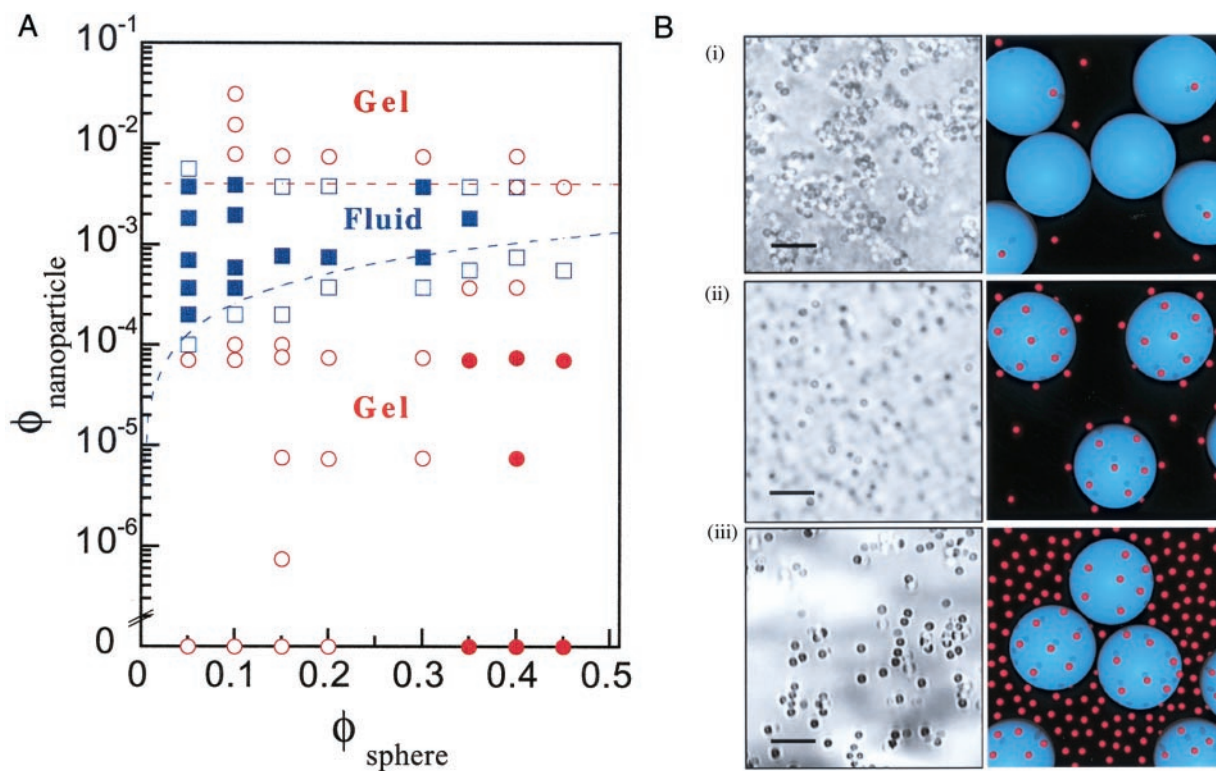 A
B
10-1
10-2
10-3
10-4
10-5
10-6
0
ϕ nanoparticle
Gel
Fluid
Gel
0 0.1 0.2 0.3 0.4 0.5
ϕ sphere
(i)
(ii)
(iii)